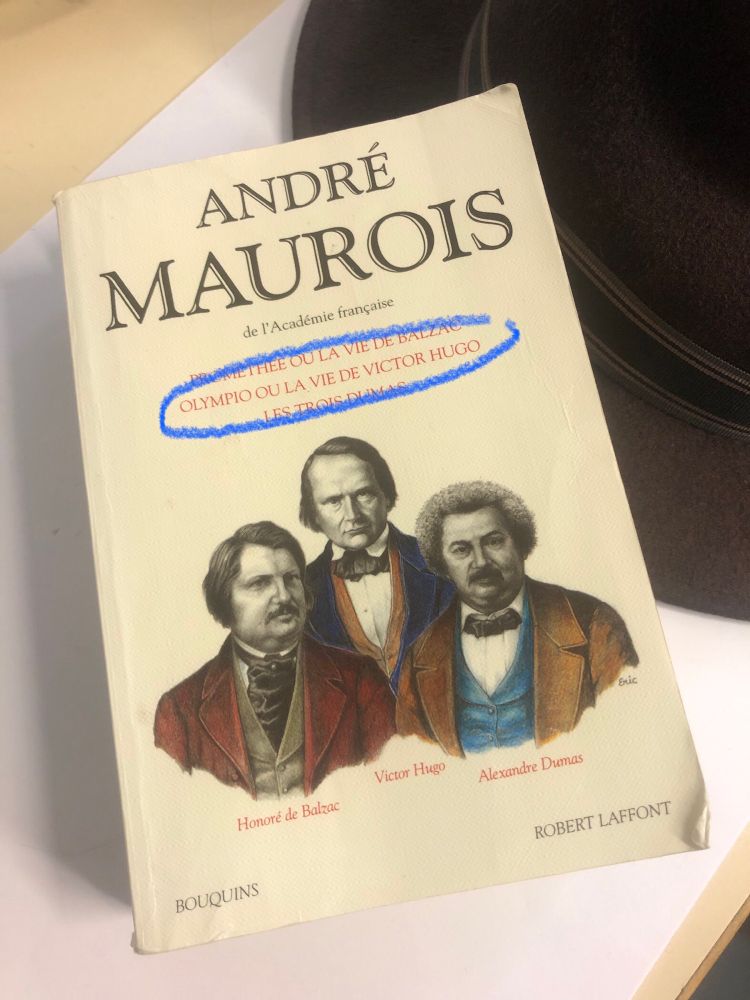 ANDRÉ
MAUROIS
de l'Académie française
PROMÉTHÉE OU LA VIE DE BALZAC
OLYMPIO OU LA VIE DE VICTOR HUGO
LES TROIS DUMAS
Eric
Honoré de Balzac
Victor Hugo
Alexandre Dumas
BOUQUINS
ROBERT LAFFONT